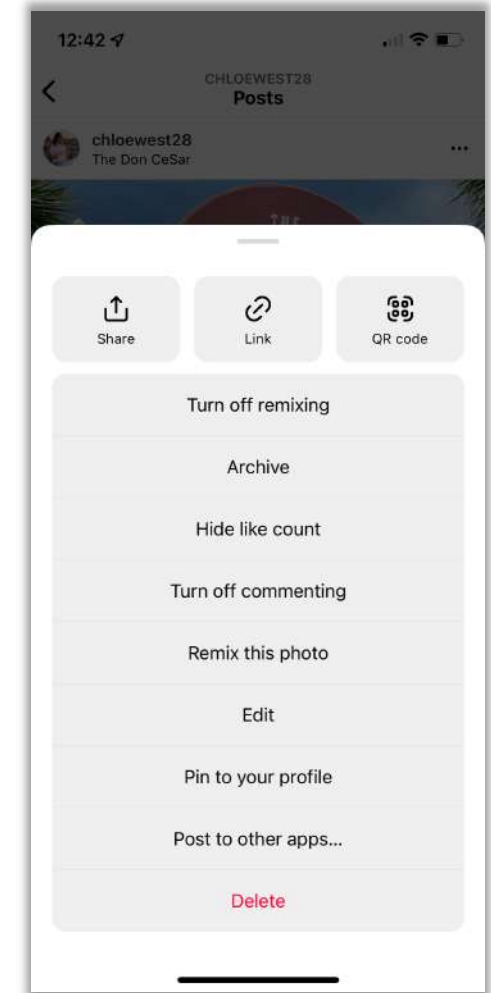 12:42
CHLOEWEST28
Posts
chloewest28
The Don CeSar
THE
Share
Link
QR code
Turn off remixing
Archive
Hide like count
Turn off commenting
Remix this photo
Edit
Pin to your profile
Post to other apps...
Delete